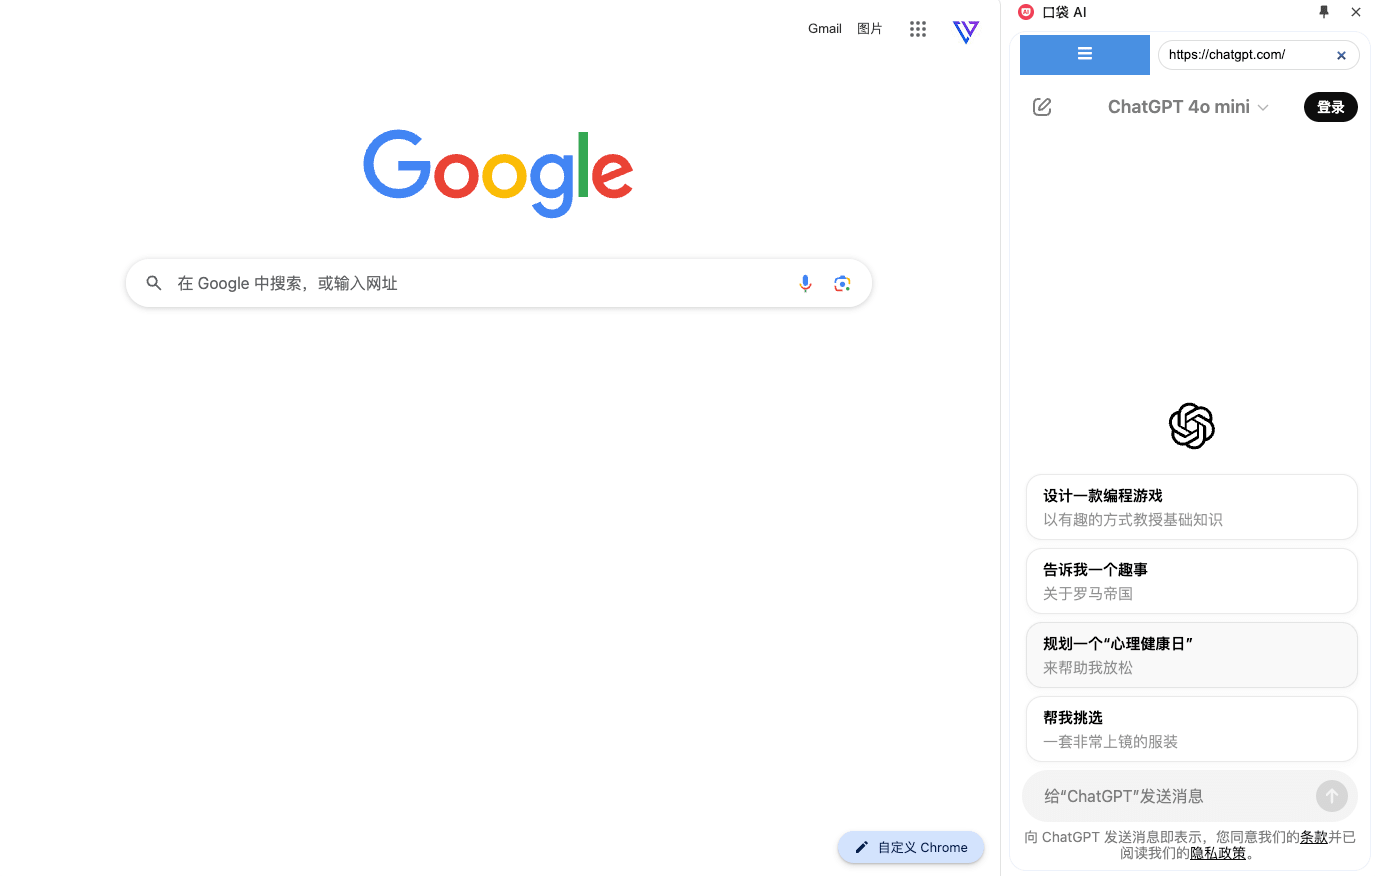 Gmail 图片
Google
在 Google 中搜索，或输入网址
自定义 Chrome
口袋 AI
https://chatgpt.com/
ChatGPT 4o mini
登录
设计一款编程游戏
以有趣的方式教授基础知识
告诉我一个趣事
关于罗马帝国
规划一个“心理健康日”
来帮助我放松
帮我挑选
一套非常上镜的服装
给“ChatGPT”发送消息
向 ChatGPT 发送消息即表示，您同意我们的条款并已
阅读我们的隐私政策。